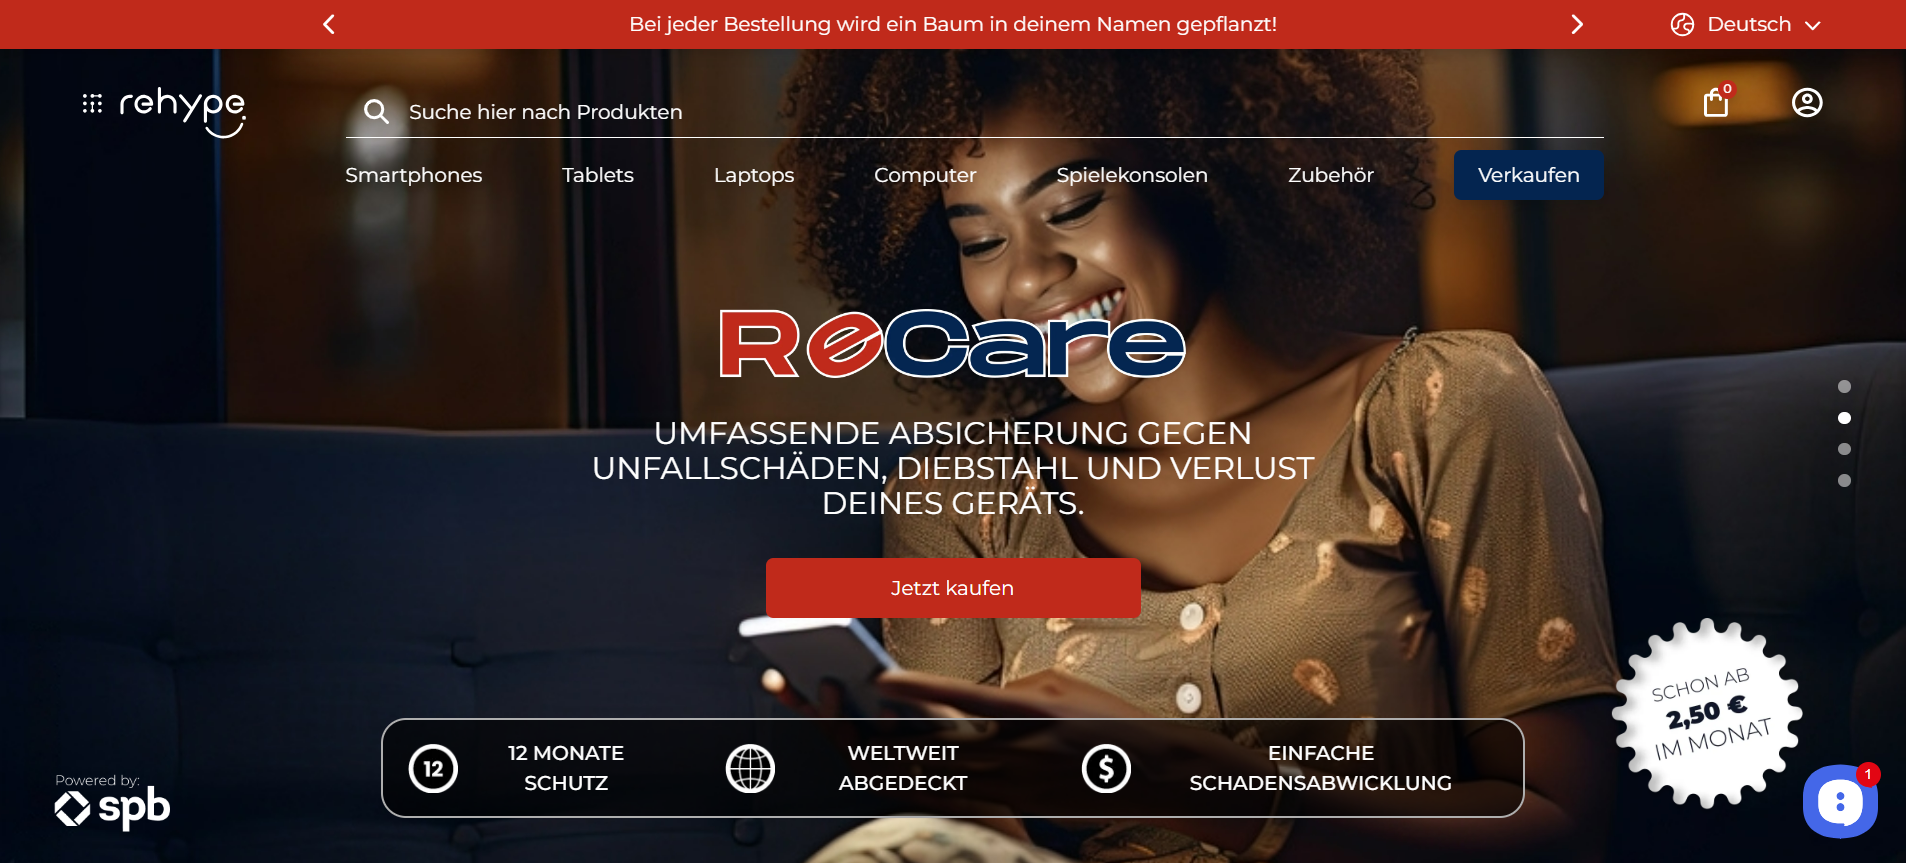 Bei jeder Bestellung wird ein Baum in deinem Namen gepflanzt!
Deutsch
rehype
Suche hier nach Produkten
0
Smartphones
Tablets
Laptops
Computer
Spielekonsolen
Zubehör
Verkaufen
ReCare
UMFASSENDE ABSICHERUNG GEGEN
UNFALLSCHÄDEN, DIEBSTAHL UND VERLUST
DEINES GERÄTS.
Jetzt kaufen
SCHON AB
2,50 €
IM MONAT
12
12 MONATE
SCHUTZ
WELTWEIT
ABGEDECKT
$
EINFACHE
SCHADENSABWICKLUNG
Powered by:
spb
1